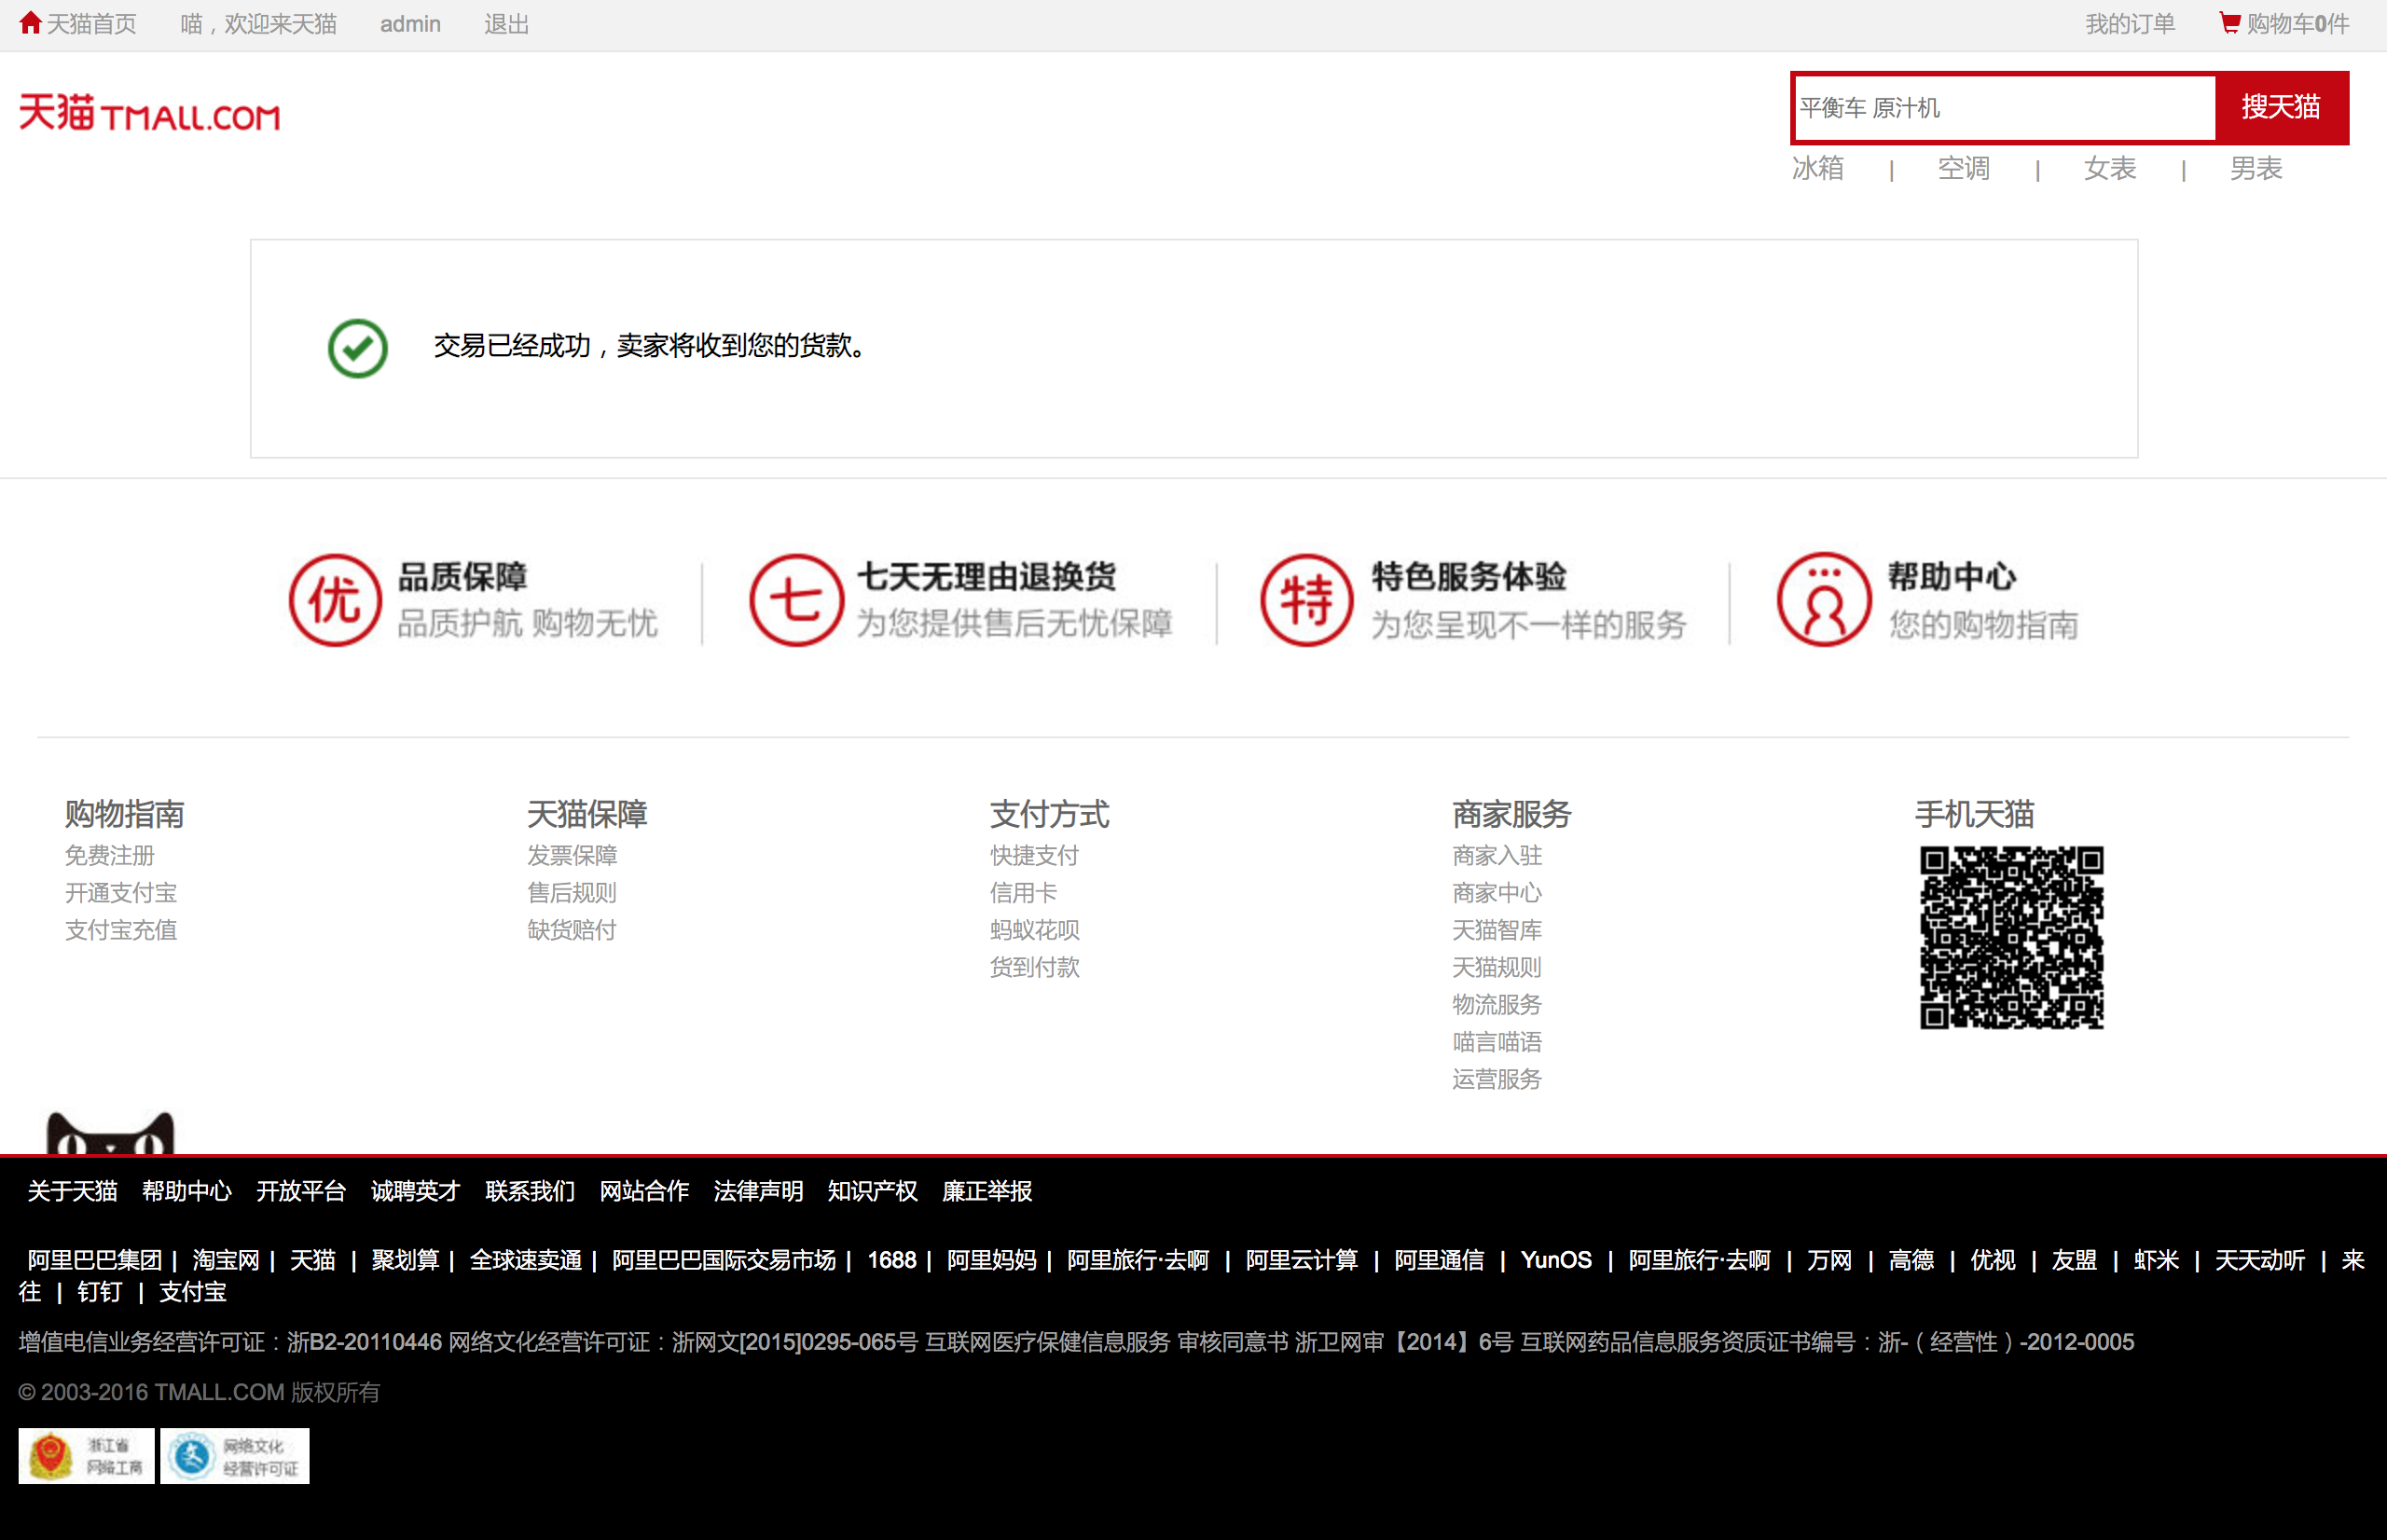 天猫首页 喵，欢迎来天猫 admin 退出 我的订单 购物车0件
天猫 TMALL.COM
平衡车 原汁机 搜天猫
冰箱 | 空调 | 女表 | 男表
交易已经成功，卖家将收到您的货款。
优 品质保障 七 七天无理由退换货 特 特色服务体验 帮助中心
品质护航 购物无忧 为您提供售后无忧保障 为您呈现不一样的服务 您的购物指南
购物指南
免费注册
开通支付宝
支付宝充值
天猫保障
发票保障
售后规则
缺货赔付
支付方式
快捷支付
信用卡
蚂蚁花呗
货到付款
商家服务
商家入驻
商家中心
天猫智库
天猫规则
物流服务
喵言喵语
运营服务
手机天猫
关于天猫 帮助中心 开放平台 诚聘英才 联系我们 网站合作 法律声明 知识产权 廉正举报
阿里巴巴集团 | 淘宝网 | 天猫 | 聚划算 | 全球速卖通 | 阿里巴巴国际交易市场 | 1688 | 阿里妈妈 | 阿里旅行·去啊 | 阿里云计算 | 阿里通信 | YunOS | 阿里旅行·去啊 | 万网 | 高德 | 优视 | 友盟 | 虾米 | 天天动听 | 来
往 | 钉钉 | 支付宝
增值电信业务经营许可证：浙B2-20110446 网络文化经营许可证：浙网文[2015]0295-065号 互联网医疗保健信息服务 审核同意书 浙卫网审【2014】6号 互联网药品信息服务资质证书编号：浙-（经营性）-2012-0005
© 2003-2016 TMALL.COM 版权所有
浙江省 网络文化
网络工商 经营许可证